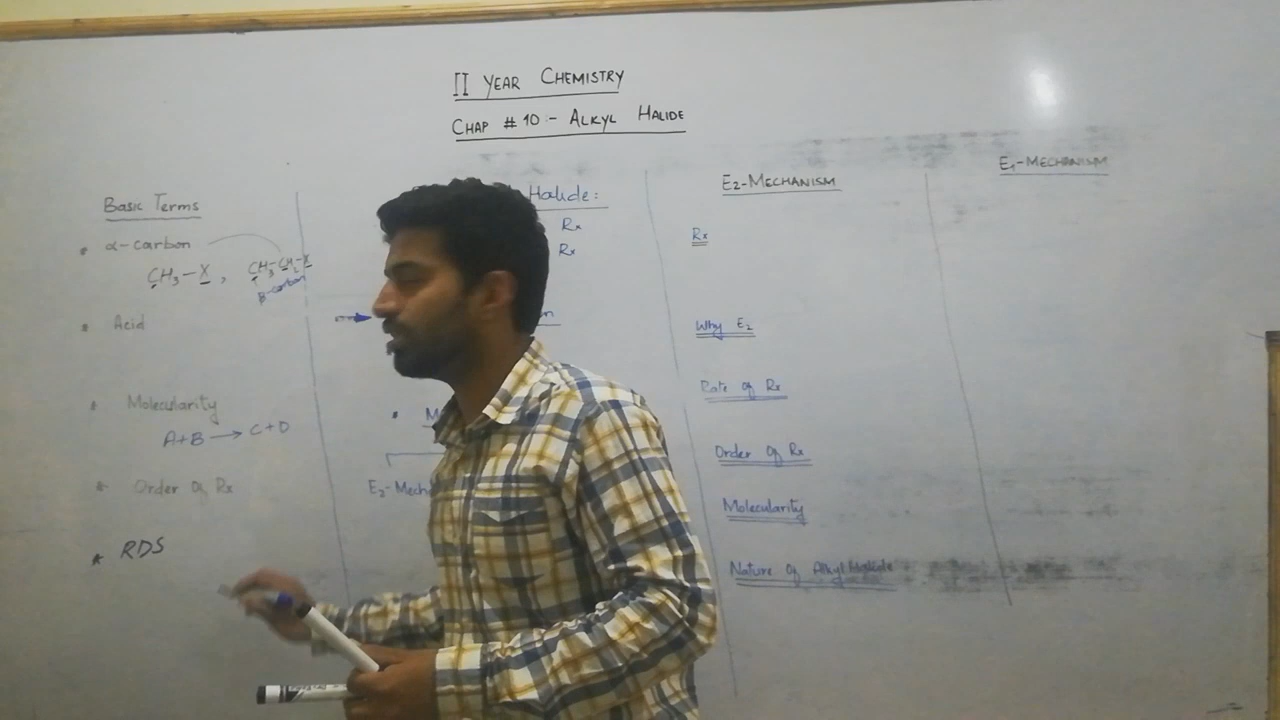 II YEAR CHEMISTRY
CHAP # 10 :- ALKYL HALIDE
Basic Terms
* α-carbon
CH₃-X , CH₃-CH₂-X
β-carbon
* Acid
* Molecularity
A+B → C+D
* Order Of Rx
* RDS
Halide:
Rx
Rx
E₂-Mech
E₂-MECHANISM
Rx
Why E₂
Rate of Rx
Order Of Rx
Molecularity
Nature Of Alkyl Halide
E₁-MECHANISM